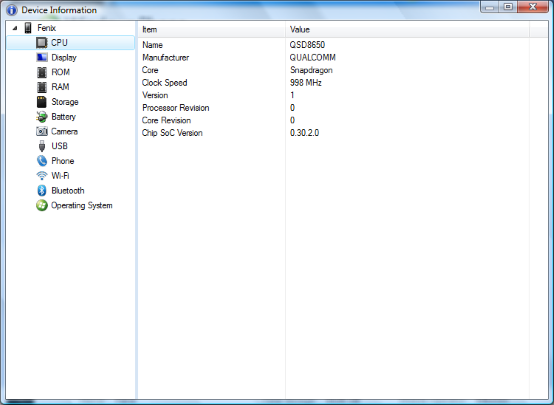 Device Information
Fenix
CPU
Display
ROM
RAM
Storage
Battery
Camera
USB
Phone
Wi-Fi
Bluetooth
Operating System
Item Value
Name QSD8650
Manufacturer QUALCOMM
Core Snapdragon
Clock Speed 998 MHz
Version 1
Processor Revision 0
Core Revision 0
Chip SoC Version 0.30.2.0